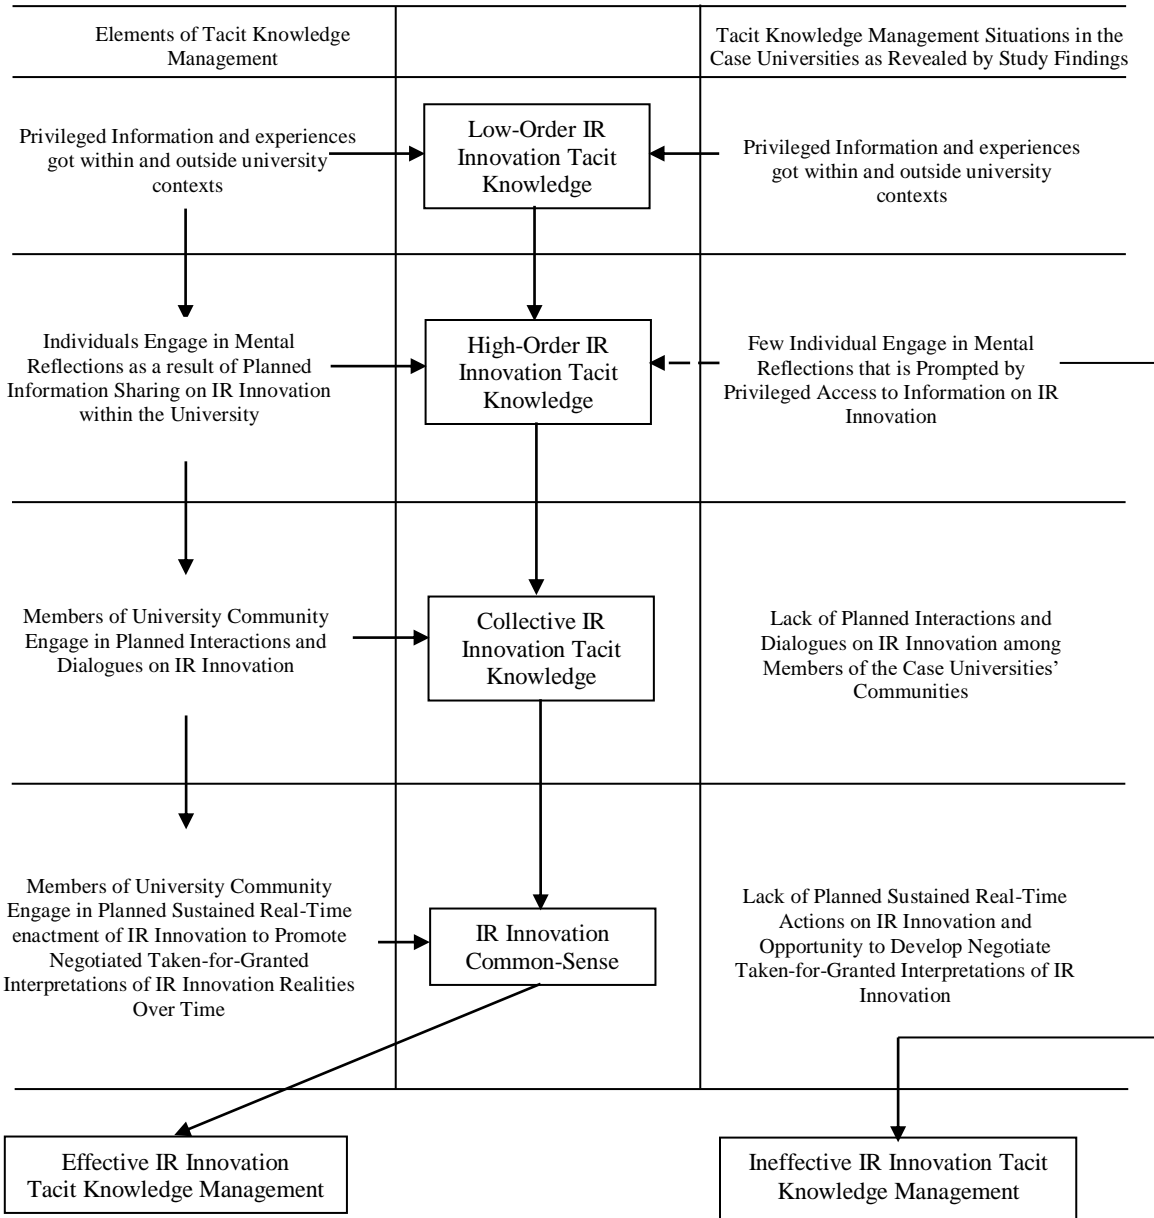 Elements of Tacit Knowledge
Management
Tacit Knowledge Management Situations in the
Case Universities as Revealed by Study Findings
Privileged Information and experiences
got within and outside university
contexts
Low-Order IR
Innovation Tacit
Knowledge
Privileged Information and experiences
got within and outside university
contexts
Individuals Engage in Mental
Reflections as a result of Planned
Information Sharing on IR Innovation
within the University
High-Order IR
Innovation Tacit
Knowledge
Few Individual Engage in Mental
Reflections that is Prompted by
Privileged Access to Information on IR
Innovation
Members of University Community
Engage in Planned Interactions and
Dialogues on IR Innovation
Collective IR
Innovation Tacit
Knowledge
Lack of Planned Interactions and
Dialogues on IR Innovation among
Members of the Case Universities’
Communities
Members of University Community
Engage in Planned Sustained Real-Time
enactment of IR Innovation to Promote
Negotiated Taken-for-Granted
Interpretations of IR Innovation Realities
Over Time
IR Innovation
Common-Sense
Lack of Planned Sustained Real-Time
Actions on IR Innovation and
Opportunity to Develop Negotiate
Taken-for-Granted Interpretations of IR
Innovation
Effective IR Innovation
Tacit Knowledge Management
Ineffective IR Innovation Tacit
Knowledge Management